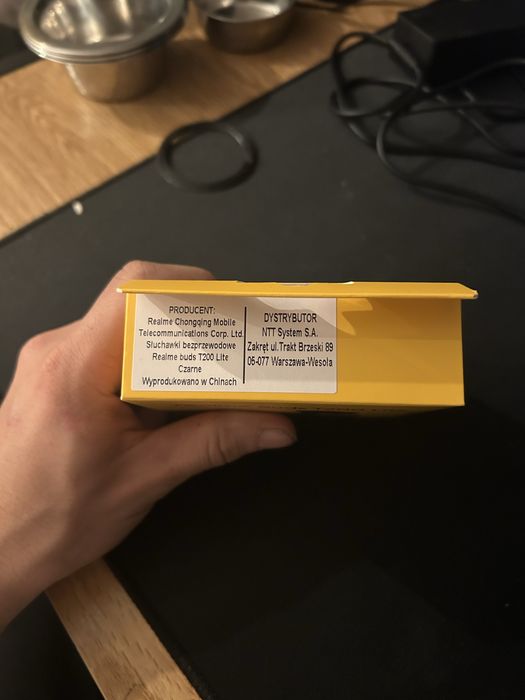 PRODUCENT:
Realme Chongqing Mobile
Telecommunications Corp. Ltd.
Słuchawki bezprzewodowe
Realme buds T200 Lite
Czarne
Wyprodukowano w Chinach
DYSTRYBUTOR
NTT System S.A.
Zakręt ul.Trakt Brzeski 89
05-077 Warszawa-Wesoła